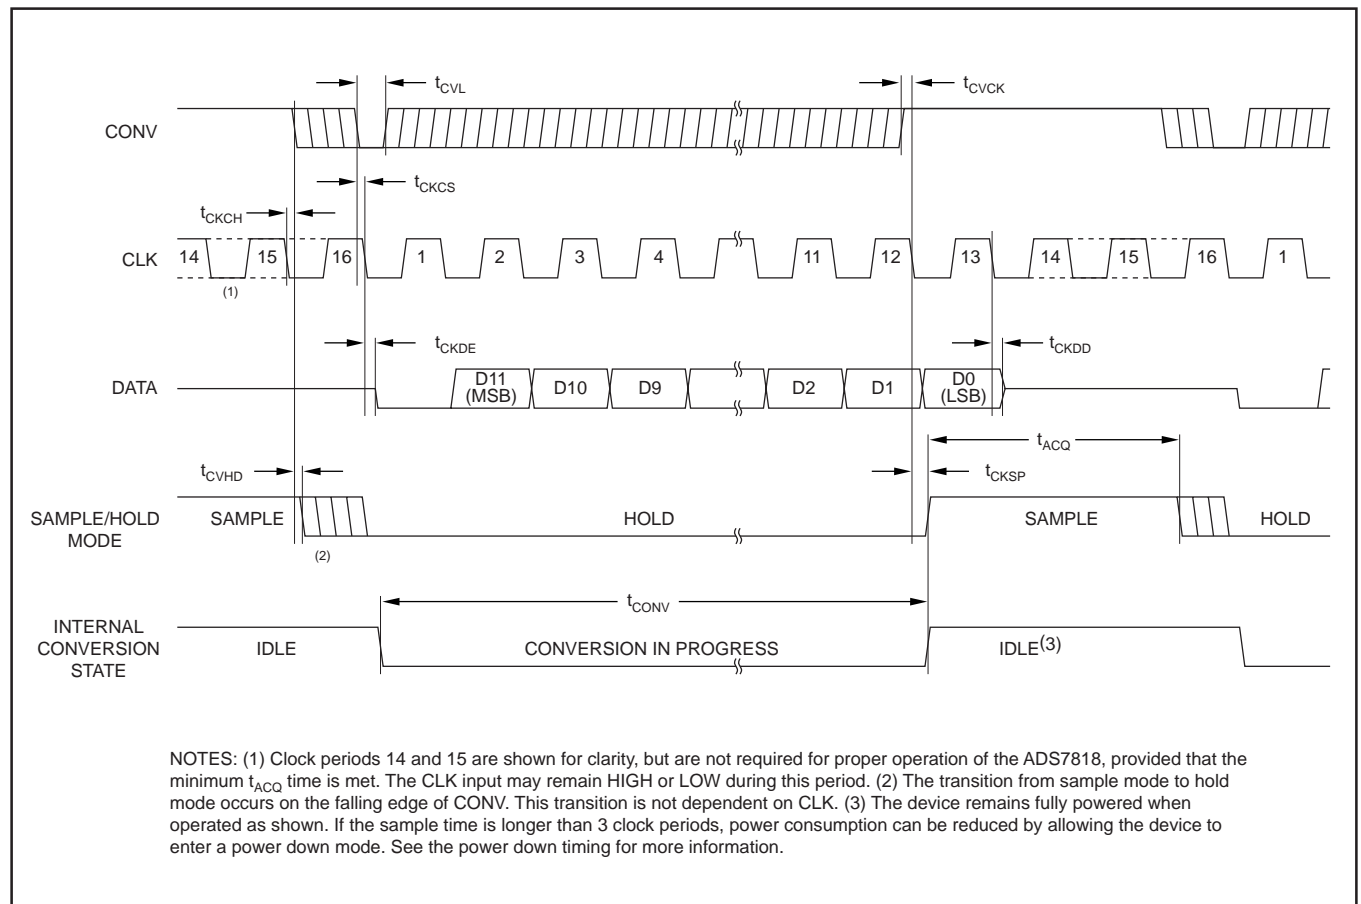 tCVL
tCVCK
CONV
tCKCS
tCKCH
CLK
14 15 16 1 2 3 4 11 12 13 14 15 16 1
(1)
tCKDE
tCKDD
DATA
D11 (MSB) D10 D9 D2 D1 D0 (LSB)
tACQ
tCVHD
tCKSP
SAMPLE/HOLD
MODE
SAMPLE HOLD SAMPLE HOLD
(2)
tCONV
INTERNAL
CONVERSION
STATE
IDLE CONVERSION IN PROGRESS IDLE(3)
NOTES: (1) Clock periods 14 and 15 are shown for clarity, but are not required for proper operation of the ADS7818, provided that the
minimum tACQ time is met. The CLK input may remain HIGH or LOW during this period. (2) The transition from sample mode to hold
mode occurs on the falling edge of CONV. This transition is not dependent on CLK. (3) The device remains fully powered when
operated as shown. If the sample time is longer than 3 clock periods, power consumption can be reduced by allowing the device to
enter a power down mode. See the power down timing for more information.